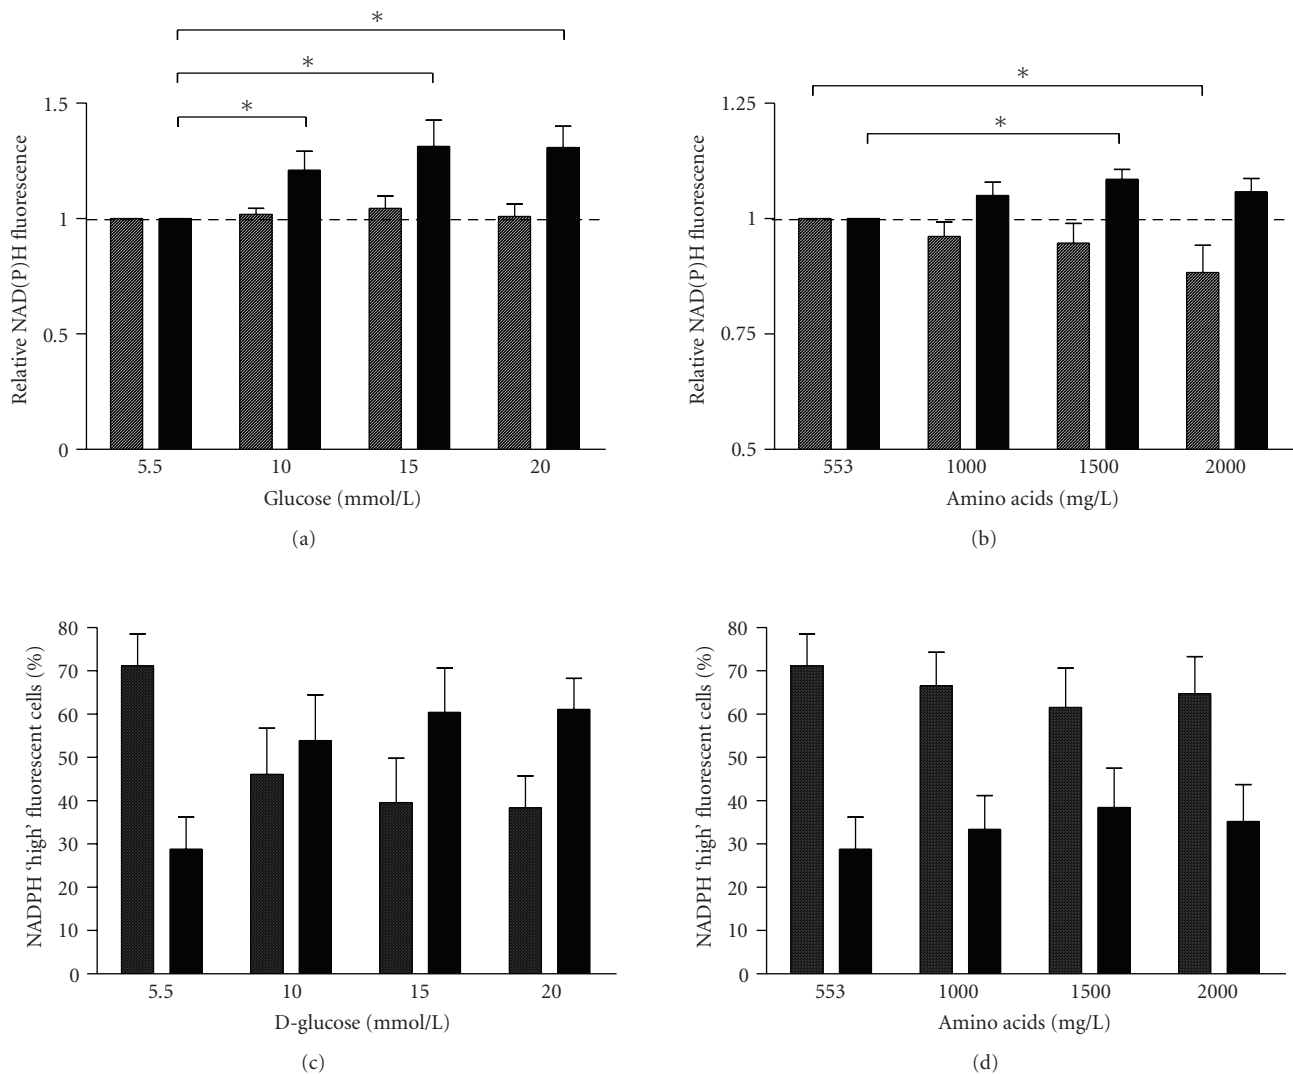 *
*
*
1.5
1
0.5
0
Relative NAD(P)H fluorescence
5.5 10 15 20
Glucose (mmol/L)
(a)
*
*
1.25
1
0.75
0.5
Relative NAD(P)H fluorescence
553 1000 1500 2000
Amino acids (mg/L)
(b)
80
70
60
50
40
30
20
10
0
NADPH ‘high’ fluorescent cells (%)
5.5 10 15 20
D-glucose (mmol/L)
(c)
80
70
60
50
40
30
20
10
0
NADPH ‘high’ fluorescent cells (%)
553 1000 1500 2000
Amino acids (mg/L)
(d)